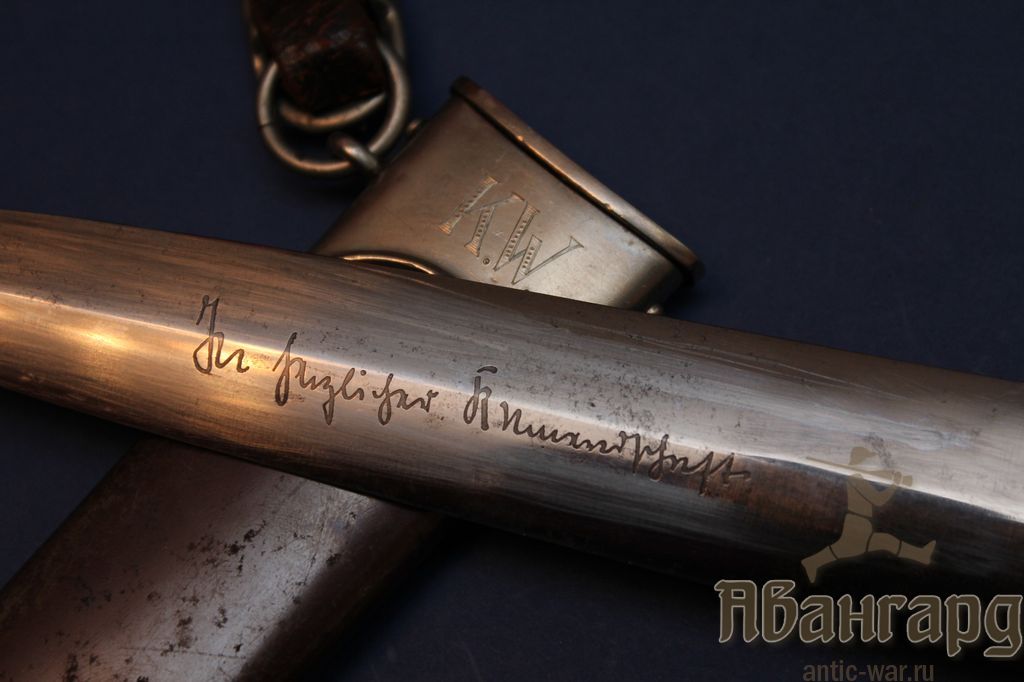 K.W
In herzlicher Kameradschaft
Авангард
antic-war.ru